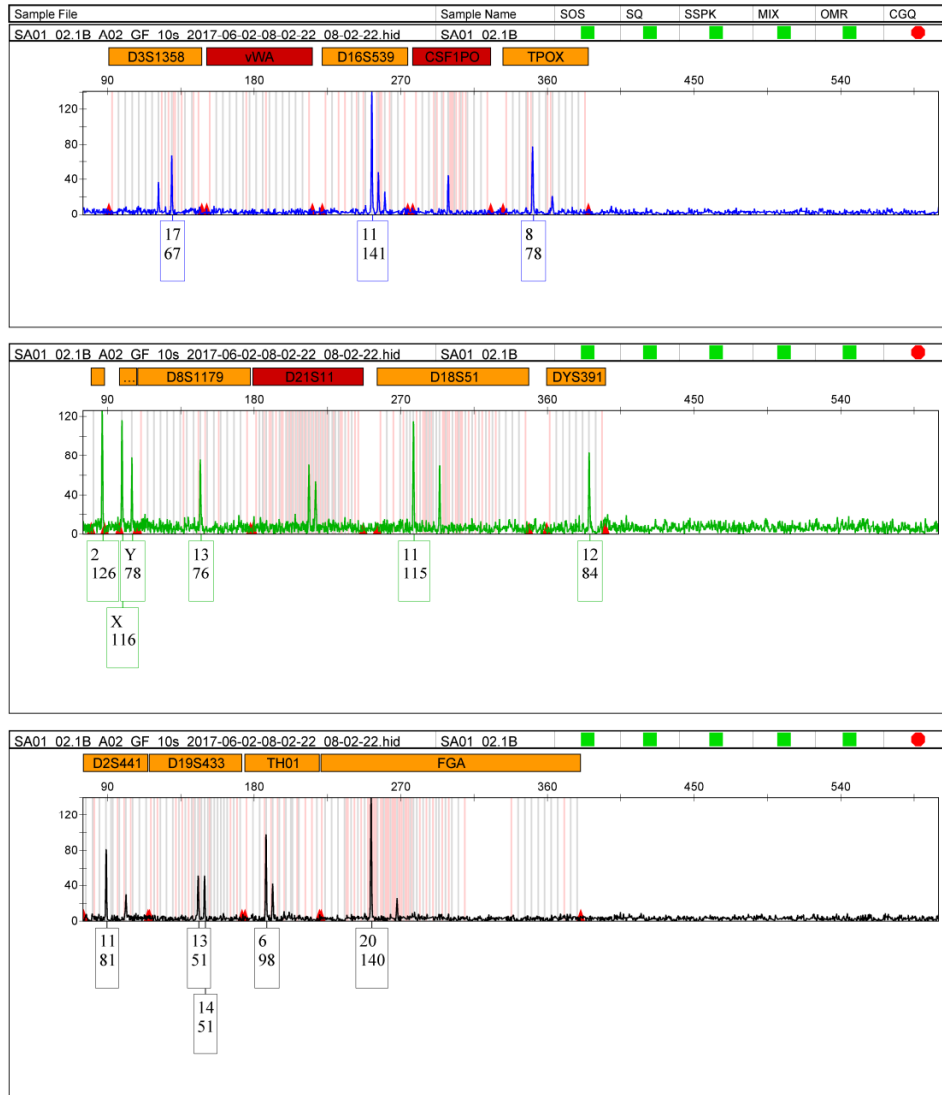 Sample File Sample Name SOS SQ SSPK MIX OMR CGQ
SA01_02.1B_A02_GF_10s_2017-06-02-08-02-22_08-02-22.hid SA01_02.1B
D3S1358 vWA D16S539 CSF1PO TPOX
90 180 270 360 450 540
120
80
40
0
17 11 8
67 141 78
SA01_02.1B_A02_GF_10s_2017-06-02-08-02-22_08-02-22.hid SA01_02.1B
... D8S1179 D21S11 D18S51 DYS391
90 180 270 360 450 540
120
80
40
0
2 Y 13 11 12
126 78 76 115 84
X
116
SA01_02.1B_A02_GF_10s_2017-06-02-08-02-22_08-02-22.hid SA01_02.1B
D2S441 D19S433 TH01 FGA
90 180 270 360 450 540
120
80
40
0
11 13 6 20
81 51 98 140
14
51